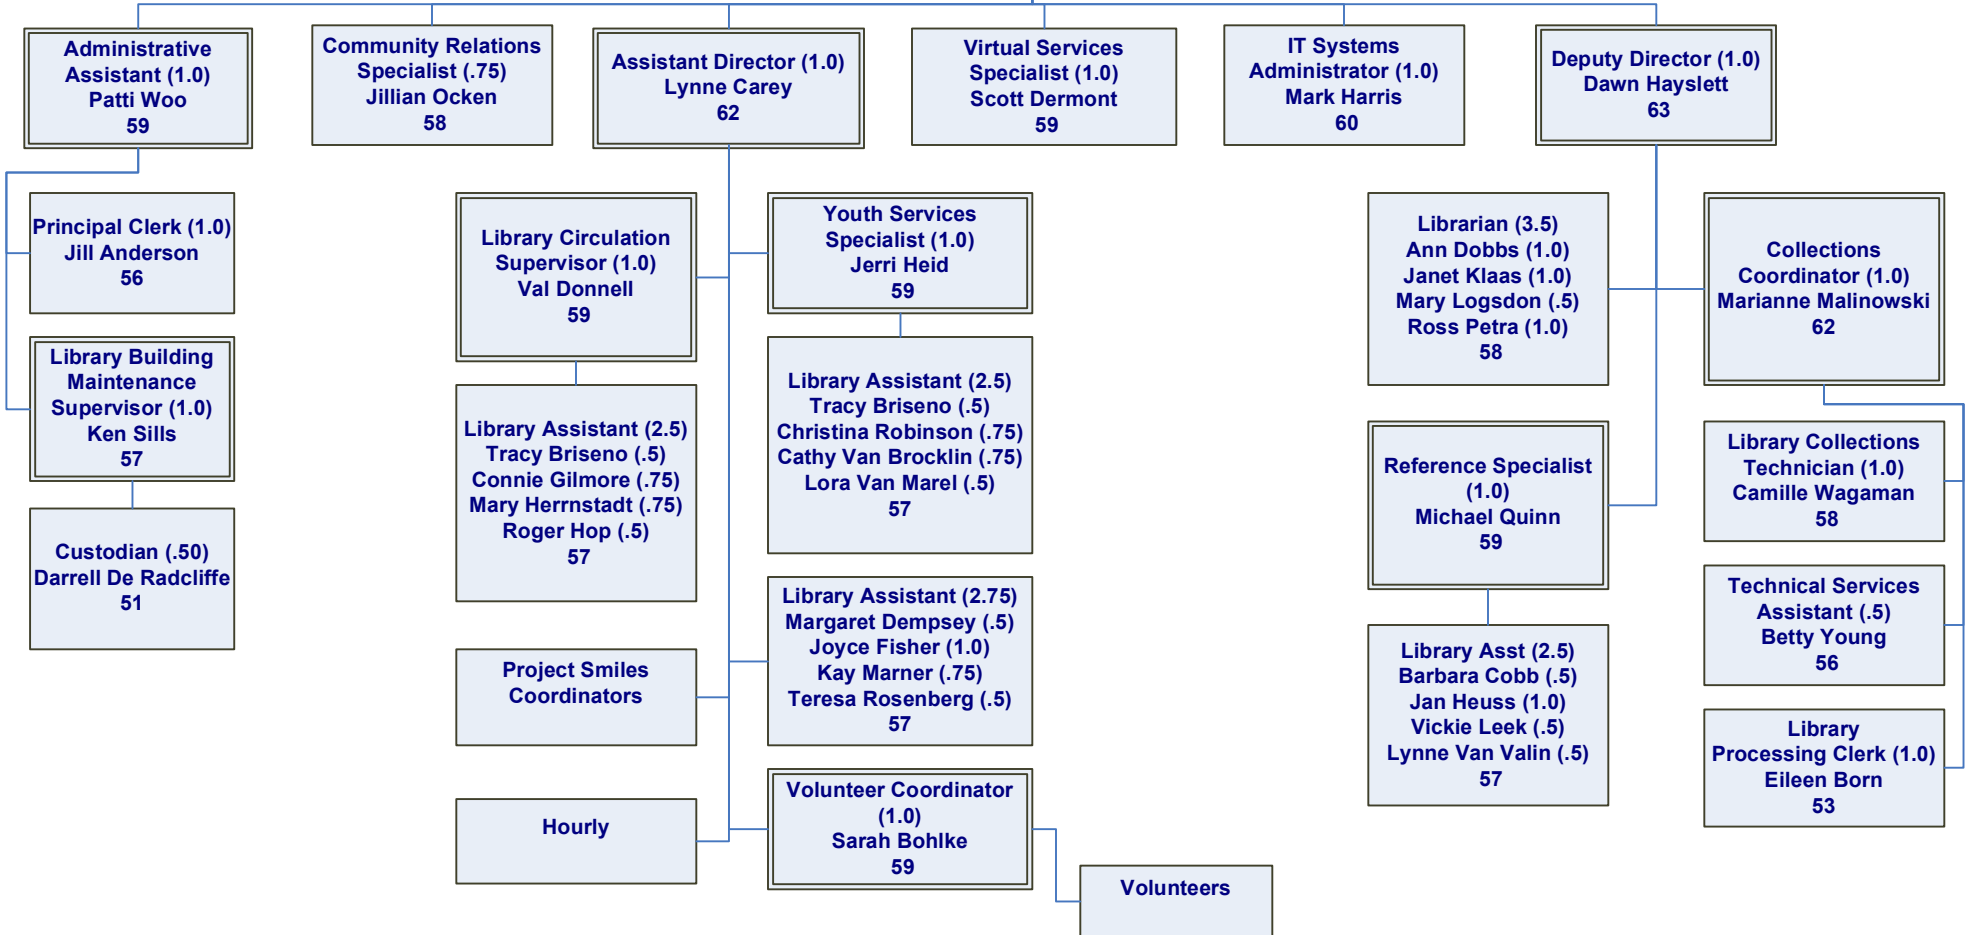 Administrative
Assistant (1.0)
Patti Woo
59
Community Relations
Specialist (.75)
Jillian Ocken
58
Assistant Director (1.0)
Lynne Carey
62
Virtual Services
Specialist (1.0)
Scott Dermont
59
IT Systems
Administrator (1.0)
Mark Harris
60
Deputy Director (1.0)
Dawn Hayslett
63
Principal Clerk (1.0)
Jill Anderson
56
Library Building
Maintenance
Supervisor (1.0)
Ken Sills
57
Custodian (.50)
Darrell De Radcliffe
51
Library Circulation
Supervisor (1.0)
Val Donnell
59
Library Assistant (2.5)
Tracy Briseno (.5)
Connie Gilmore (.75)
Mary Herrnstadt (.75)
Roger Hop (.5)
57
Project Smiles
Coordinators
Hourly
Youth Services
Specialist (1.0)
Jerri Heid
59
Library Assistant (2.5)
Tracy Briseno (.5)
Christina Robinson (.75)
Cathy Van Brocklin (.75)
Lora Van Marel (.5)
57
Library Assistant (2.75)
Margaret Dempsey (.5)
Joyce Fisher (1.0)
Kay Marner (.75)
Teresa Rosenberg (.5)
57
Volunteer Coordinator
(1.0)
Sarah Bohlke
59
Volunteers
Librarian (3.5)
Ann Dobbs (1.0)
Janet Klaas (1.0)
Mary Logsdon (.5)
Ross Petra (1.0)
58
Reference Specialist
(1.0)
Michael Quinn
59
Library Asst (2.5)
Barbara Cobb (.5)
Jan Heuss (1.0)
Vickie Leek (.5)
Lynne Van Valin (.5)
57
Collections
Coordinator (1.0)
Marianne Malinowski
62
Library Collections
Technician (1.0)
Camille Wagaman
58
Technical Services
Assistant (.5)
Betty Young
56
Library
Processing Clerk (1.0)
Eileen Born
53